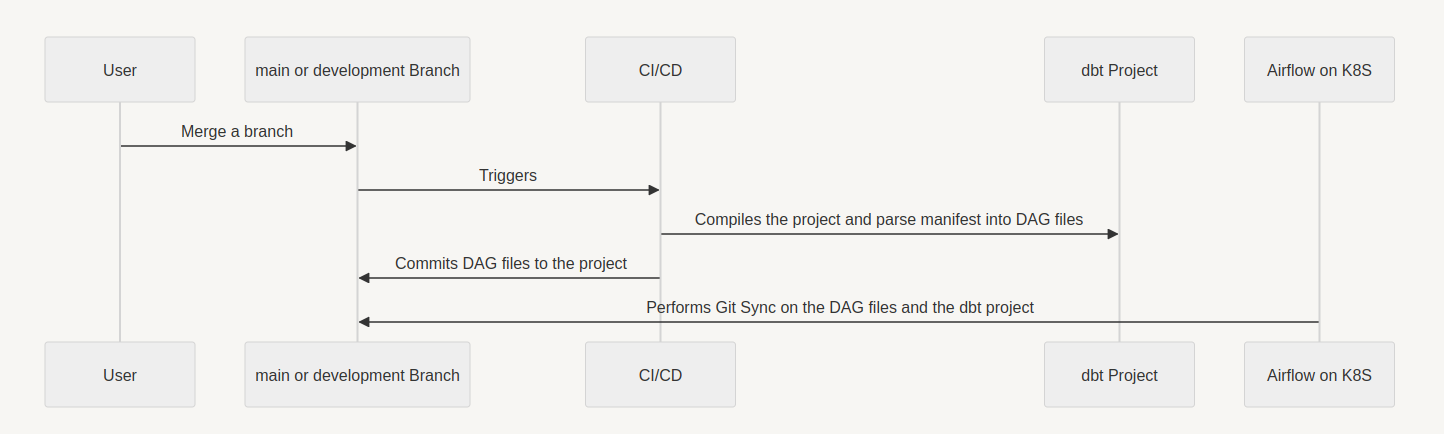 User
main or development Branch
CI/CD
dbt Project
Airflow on K8S
Merge a branch
Triggers
Compiles the project and parse manifest into DAG files
Commits DAG files to the project
Performs Git Sync on the DAG files and the dbt project
User
main or development Branch
CI/CD
dbt Project
Airflow on K8S